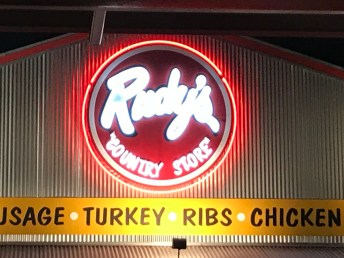 Rudy's
"COUNTRY STORE"
USAGE • TURKEY • RIBS • CHICKEN